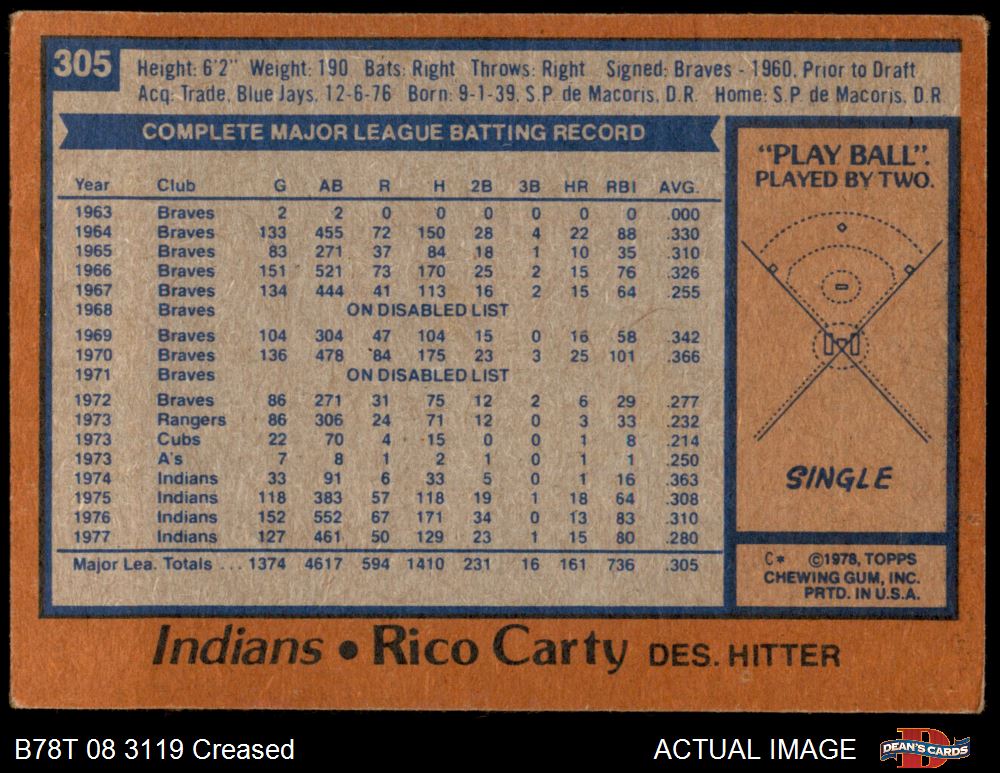 305
Height: 6'2" Weight: 190 Bats: Right Throws: Right Signed: Braves - 1960, Prior to Draft
Acq: Trade, Blue Jays, 12-6-76 Born: 9-1-39, S.P. de Macoris, D.R. Home: S.P. de Macoris, D.R
COMPLETE MAJOR LEAGUE BATTING RECORD
Year Club G AB R H 2B 3B HR RBI AVG.
1963 Braves 2 2 0 0 0 0 0 0 .000
1964 Braves 133 455 72 150 28 4 22 88 .330
1965 Braves 83 271 37 84 18 1 10 35 .310
1966 Braves 151 521 73 170 25 2 15 76 .326
1967 Braves 134 444 41 113 16 2 15 64 .255
1968 Braves ON DISABLED LIST
1969 Braves 104 304 47 104 15 0 16 58 .342
1970 Braves 136 478 84 175 23 3 25 101 .366
1971 Braves ON DISABLED LIST
1972 Braves 86 271 31 75 12 2 6 29 .277
1973 Rangers 86 306 24 71 12 0 3 33 .232
1973 Cubs 22 70 4 15 0 0 1 8 .214
1973 A's 7 8 1 2 1 0 1 1 .250
1974 Indians 33 91 6 33 5 0 1 16 .363
1975 Indians 118 383 57 118 19 1 18 64 .308
1976 Indians 152 552 67 171 34 0 13 83 .310
1977 Indians 127 461 50 129 23 1 15 80 .280
Major Lea. Totals ... 1374 4617 594 1410 231 16 161 736 .305
"PLAY BALL".
PLAYED BY TWO.
SINGLE
C* ©1978, TOPPS
CHEWING GUM, INC.
PRTD. IN U.S.A.
Indians • Rico Carty DES. HITTER
B78T 08 3119 Creased
ACTUAL IMAGE
DEAN'S CARDS